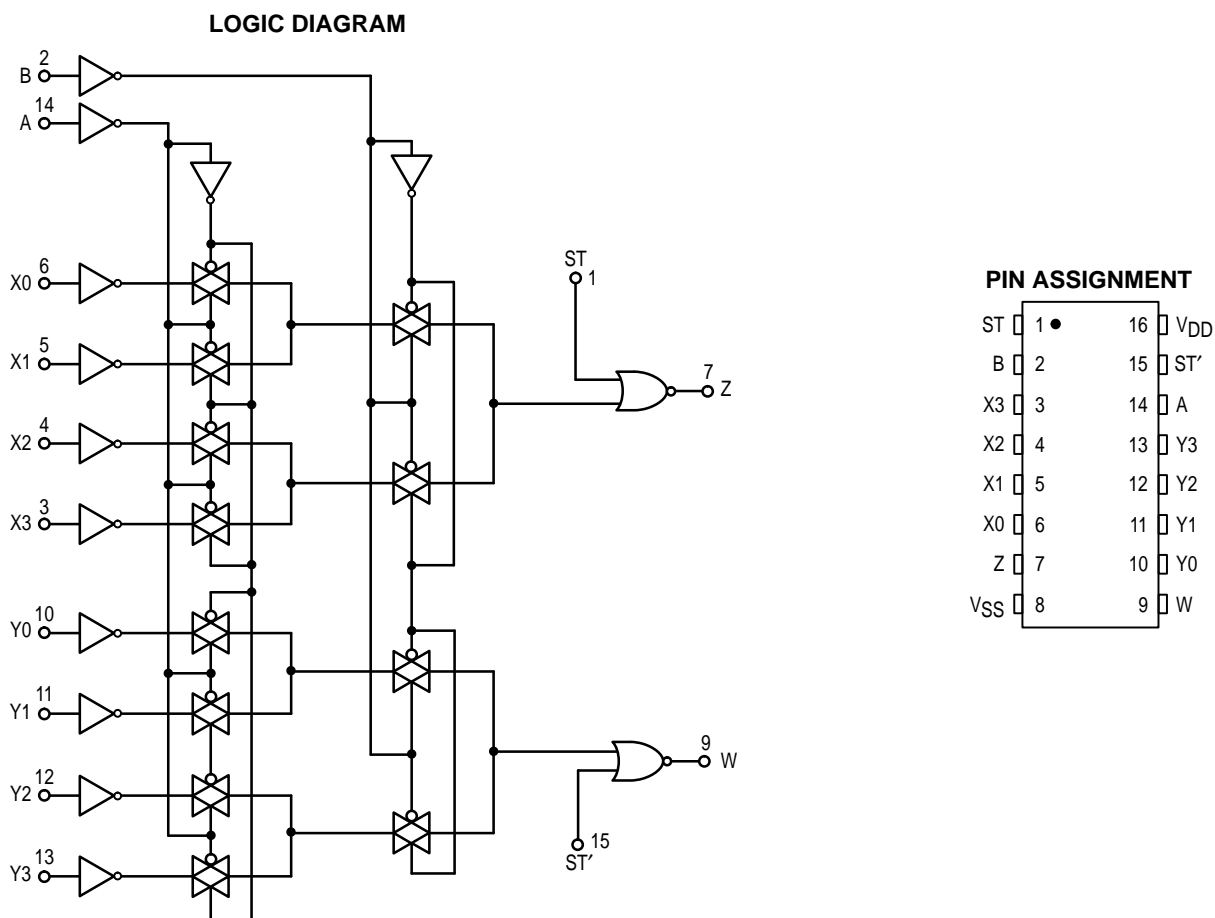 LOGIC DIAGRAM
2
B
14
A
6
X0
5
X1
4
X2
3
X3
10
Y0
11
Y1
12
Y2
13
Y3
ST
1
7
Z
9
W
15
ST′
PIN ASSIGNMENT
ST 1 16 VDD
B 2 15 ST′
X3 3 14 A
X2 4 13 Y3
X1 5 12 Y2
X0 6 11 Y1
Z 7 10 Y0
VSS 8 9 W